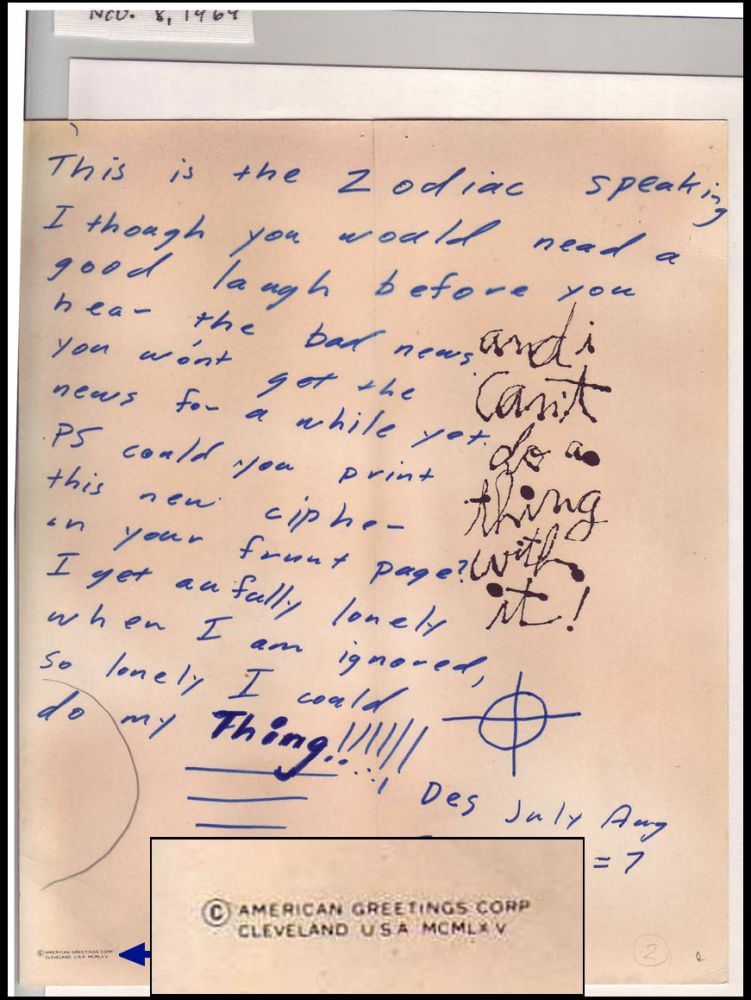 Nov. 8, 1969
This is the Zodiac speaking
I though you would nead a
good laugh before you
hear the bad news.
you won't get the
news for a while yet.
PS could you print
this new cipher
in your frunt page?
I get aufully lonely
when I am ignored,
so lonely I could
do my Thing!!!!!!
and i
can't
do a
thing
with
it!
Des July Aug
= 7
© AMERICAN GREETINGS CORP
CLEVELAND U S A MCMLXV
© AMERICAN GREETINGS CORP
CLEVELAND U S A MCMLXV
2